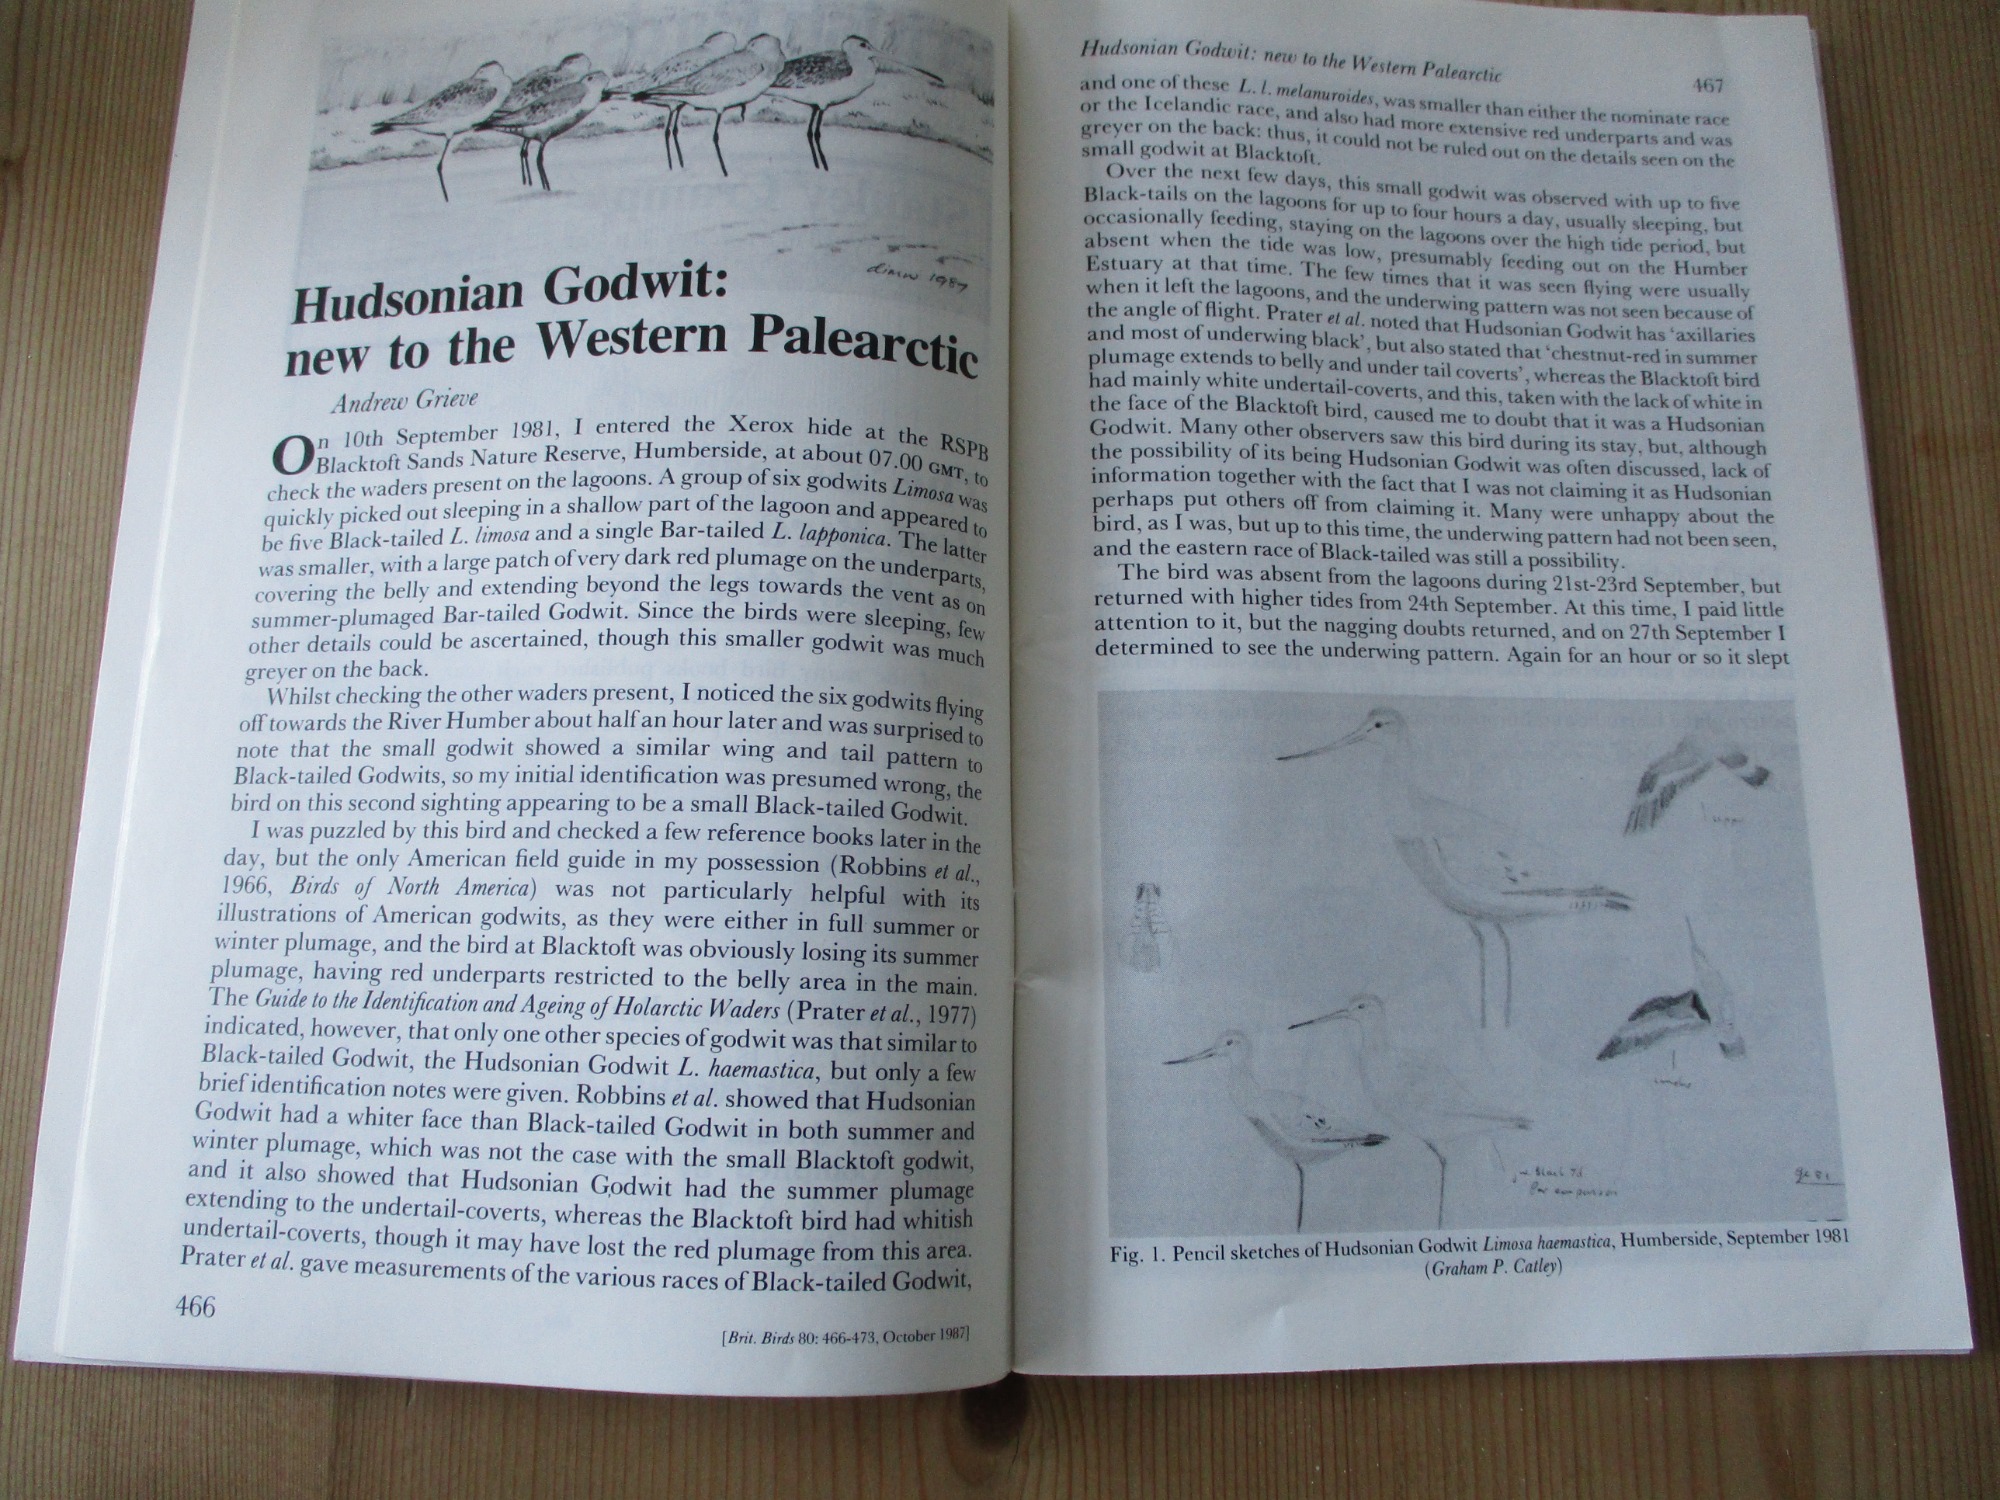 dimw 1987
Hudsonian Godwit:
new to the Western Palearctic
Andrew Grieve
On 10th September 1981, I entered the Xerox hide at the RSPB
Blacktoft Sands Nature Reserve, Humberside, at about 07.00 GMT, to
check the waders present on the lagoons. A group of six godwits Limosa was
quickly picked out sleeping in a shallow part of the lagoon and appeared to
be five Black-tailed L. limosa and a single Bar-tailed L. lapponica. The latter
was smaller, with a large patch of very dark red plumage on the underparts,
covering the belly and extending beyond the legs towards the vent as on
summer-plumaged Bar-tailed Godwit. Since the birds were sleeping, few
other details could be ascertained, though this smaller godwit was much
greyer on the back.
Whilst checking the other waders present, I noticed the six godwits flying
off towards the River Humber about half an hour later and was surprised to
note that the small godwit showed a similar wing and tail pattern to
Black-tailed Godwits, so my initial identification was presumed wrong, the
bird on this second sighting appearing to be a small Black-tailed Godwit.
I was puzzled by this bird and checked a few reference books later in the
day, but the only American field guide in my possession (Robbins et al.,
1966, Birds of North America) was not particularly helpful with its
illustrations of American godwits, as they were either in full summer or
winter plumage, and the bird at Blacktoft was obviously losing its summer
plumage, having red underparts restricted to the belly area in the main.
The Guide to the Identification and Ageing of Holarctic Waders (Prater et al., 1977)
indicated, however, that only one other species of godwit was that similar to
Black-tailed Godwit, the Hudsonian Godwit L. haemastica, but only a few
brief identification notes were given. Robbins et al. showed that Hudsonian
Godwit had a whiter face than Black-tailed Godwit in both summer and
winter plumage, which was not the case with the small Blacktoft godwit,
and it also showed that Hudsonian Godwit had the summer plumage
extending to the undertail-coverts, whereas the Blacktoft bird had whitish
undertail-coverts, though it may have lost the red plumage from this area.
Prater et al. gave measurements of the various races of Black-tailed Godwit,
466
[Brit. Birds 80: 466-473, October 1987]
Hudsonian Godwit: new to the Western Palearctic
467
and one of these L. l. melanuroides, was smaller than either the nominate race
or the Icelandic race, and also had more extensive red underparts and was
greyer on the back: thus, it could not be ruled out on the details seen on the
small godwit at Blacktoft.
Over the next few days, this small godwit was observed with up to five
Black-tails on the lagoons for up to four hours a day, usually sleeping, but
occasionally feeding, staying on the lagoons over the high tide period, but
absent when the tide was low, presumably feeding out on the Humber
Estuary at that time. The few times that it was seen flying were usually
when it left the lagoons, and the underwing pattern was not seen because of
the angle of flight. Prater et al. noted that Hudsonian Godwit has ‘axillaries
and most of underwing black’, but also stated that ‘chestnut-red in summer
plumage extends to belly and under tail coverts’, whereas the Blacktoft bird
had mainly white undertail-coverts, and this, taken with the lack of white in
the face of the Blacktoft bird, caused me to doubt that it was a Hudsonian
Godwit. Many other observers saw this bird during its stay, but, although
the possibility of its being Hudsonian Godwit was often discussed, lack of
information together with the fact that I was not claiming it as Hudsonian
perhaps put others off from claiming it. Many were unhappy about the
bird, as I was, but up to this time, the underwing pattern had not been seen,
and the eastern race of Black-tailed was still a possibility.
The bird was absent from the lagoons during 21st-23rd September, but
returned with higher tides from 24th September. At this time, I paid little
attention to it, but the nagging doubts returned, and on 27th September I
determined to see the underwing pattern. Again for an hour or so it slept
Fig. 1. Pencil sketches of Hudsonian Godwit Limosa haemastica, Humberside, September 1981
(Graham P. Catley)